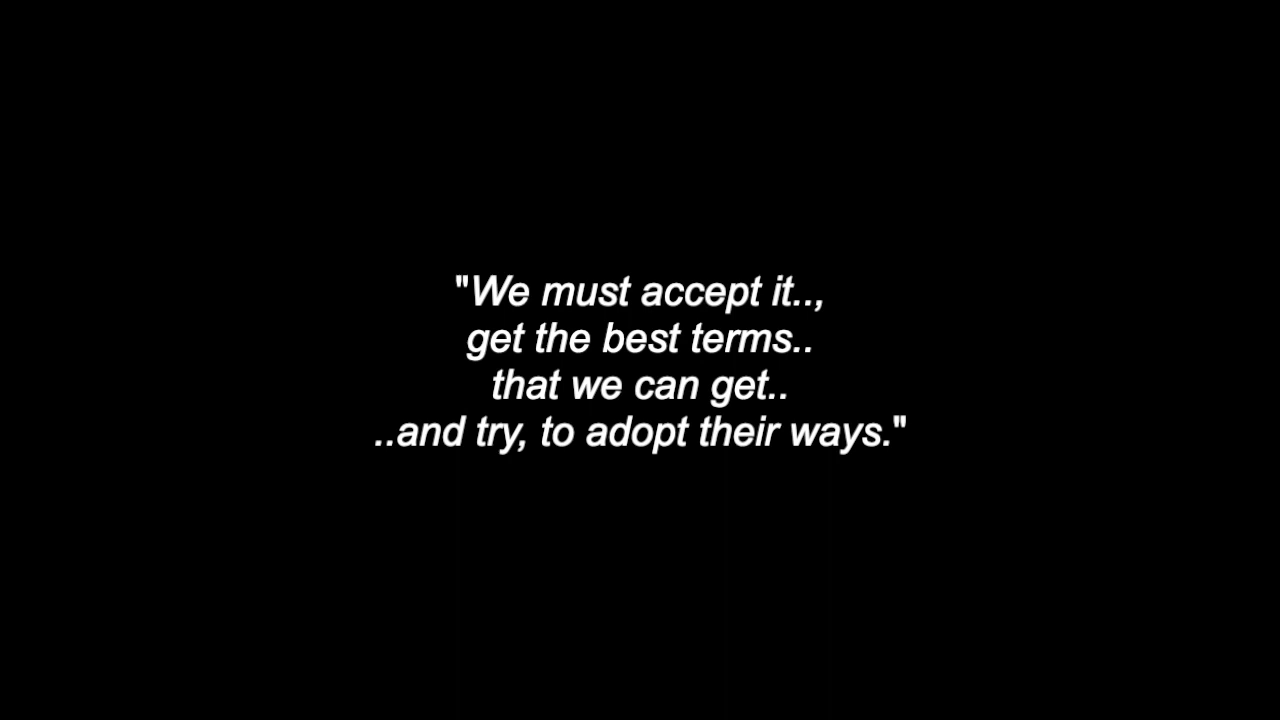 "We must accept it..,
get the best terms..
that we can get..
..and try, to adopt their ways."